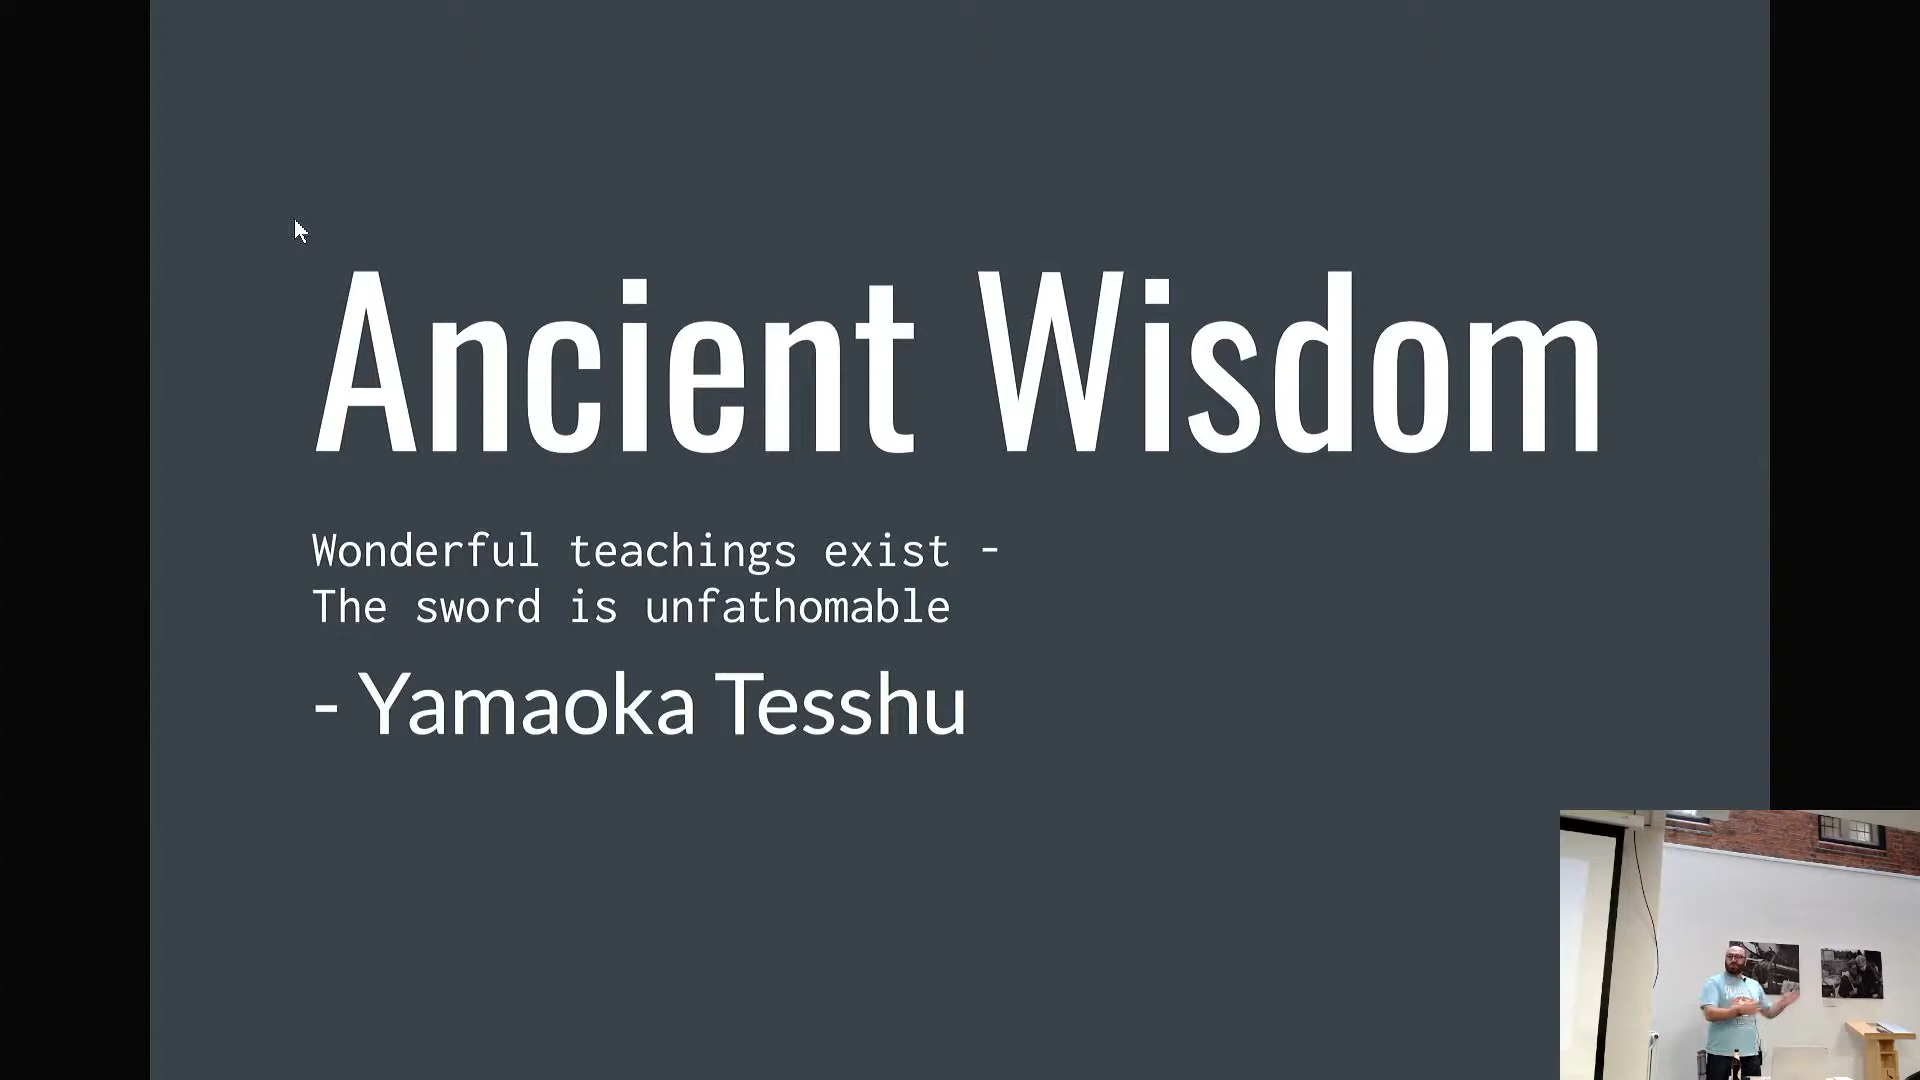 Ancient Wisdom
Wonderful teachings exist -
The sword is unfathomable
- Yamaoka Tesshu